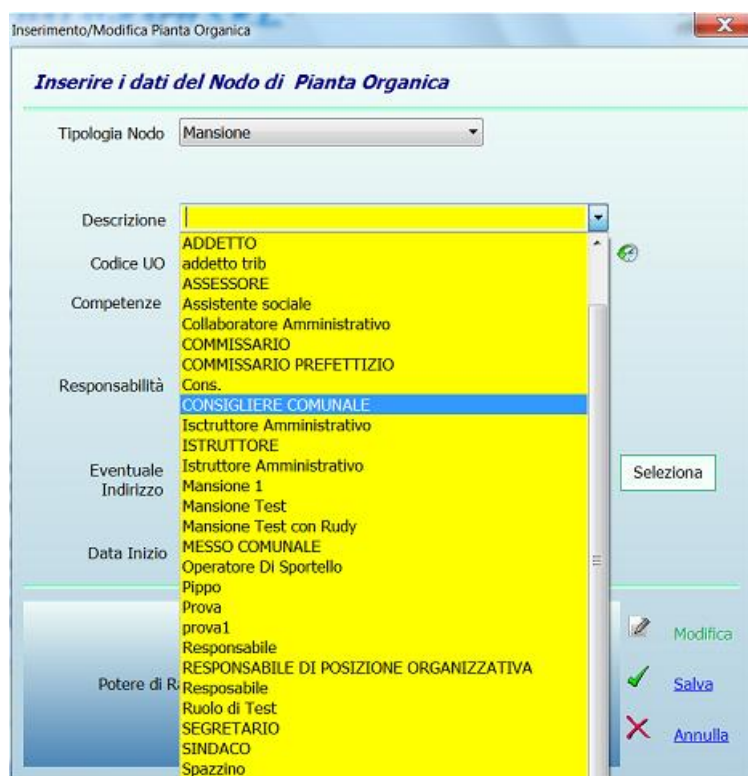 Inserimento/Modifica Pianta Organica
Inserire i dati del Nodo di Pianta Organica
Tipologia Nodo Mansione
Descrizione
Codice UO
Competenze
Responsabilità
Eventuale
Indirizzo
Data Inizio
ADDETTO
addetto trib
ASSESSORE
Assistente sociale
Collaboratore Amministrativo
COMMISSARIO
COMMISSARIO PREFETTIZIO
Cons.
CONSIGLIERE COMUNALE
Isctruttore Amministrativo
ISTRUTTORE
Istruttore Amministrativo
Mansione 1
Mansione Test
Mansione Test con Rudy
MESSO COMUNALE
Operatore Di Sportello
Pippo
Prova
prova1
Responsabile
RESPONSABILE DI POSIZIONE ORGANIZZATIVA
Resposabile
Ruolo di Test
SEGRETARIO
SINDACO
Spazzino
Seleziona
Potere di
Modifica
Salva
Annulla